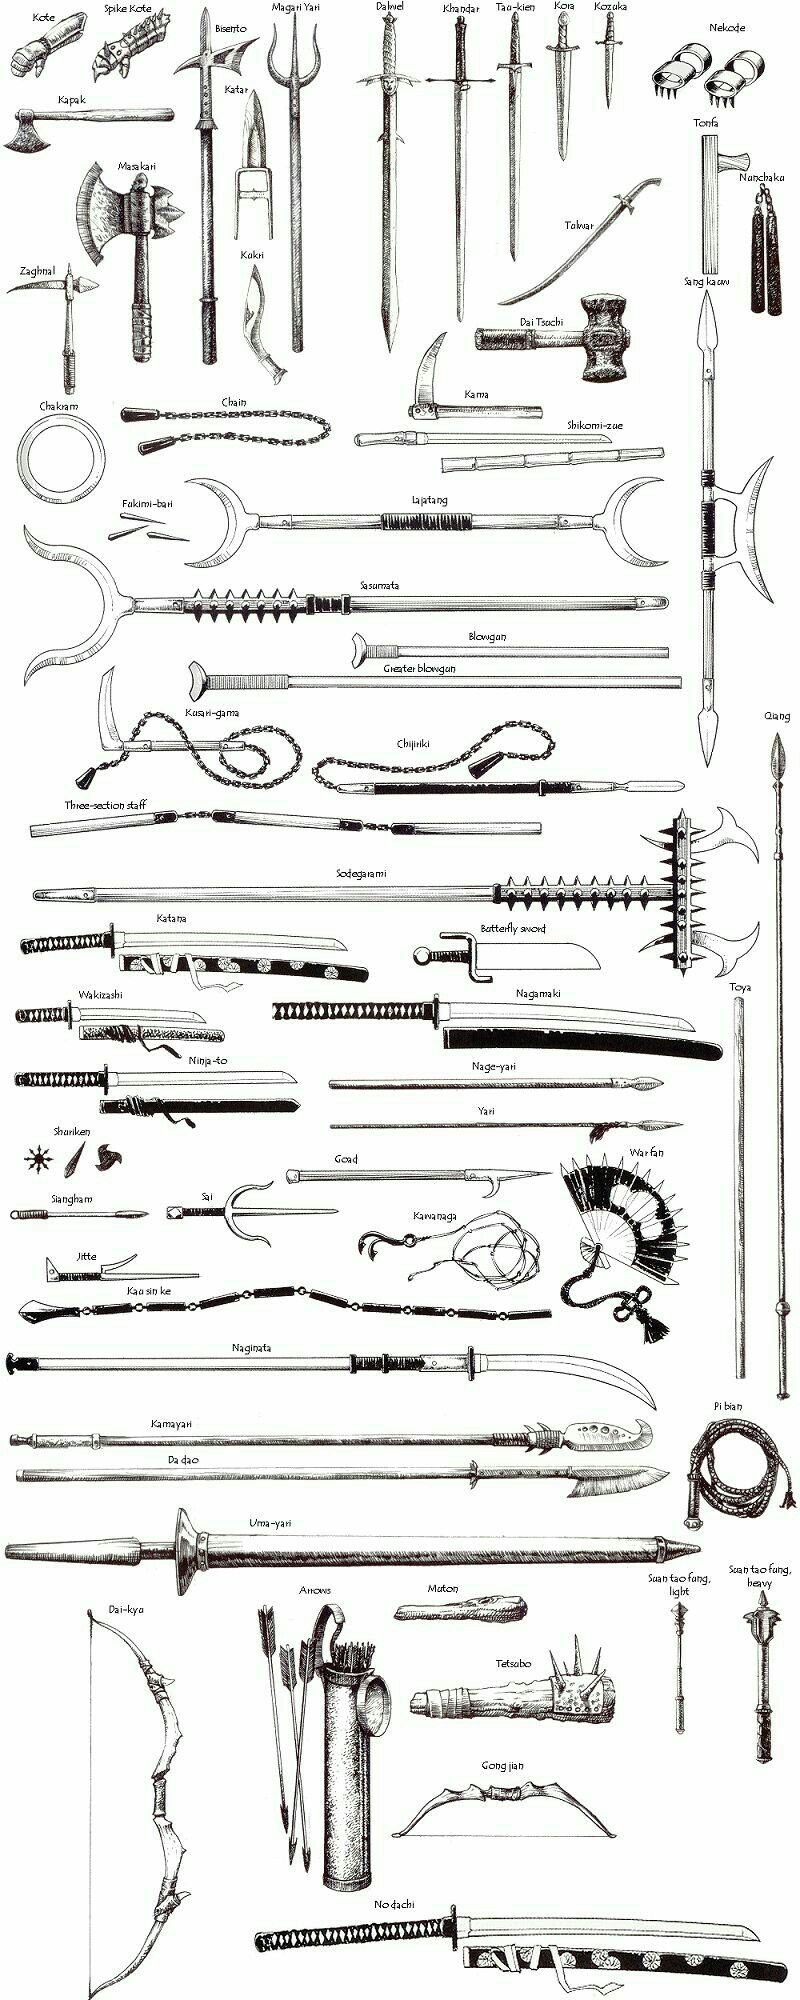 Kote
Spike Kote
Bisento
Magari Yari
Daiwel
Khandar
Tau-kien
Kora
Kozuka
Nekode
Kapak
Katar
Tonfa
Masakari
Nunchaku
Talwar
Kukri
Zaghnal
Sang kauw
Dai Tsuchi
Kama
Chakram
Chain
Shikomi-zue
Fukimi-bari
Lajatang
Sasumata
Blowgun
Greater blowgun
Kusari-gama
Chijiriki
Qiang
Three-section staff
Sodegarami
Katana
Butterfly sword
Toya
Wakizashi
Nagamaki
Ninja-to
Nage-yari
Yari
Shuriken
Goad
War fan
Siangham
Sai
Kawanaga
Jitte
Kau sin ke
Naginata
Pi bian
Kamayari
Da dao
Uma-yari
Suan tao fung,
light
Suan tao fung,
heavy
Dai-kyu
Arrows
Muton
Tetsubo
Gong jian
No dachi